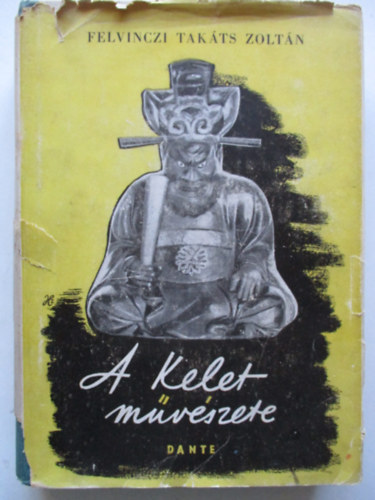 FELVINCZI TAKÁTS ZOLTÁN
A Kelet
művészete
DANTE